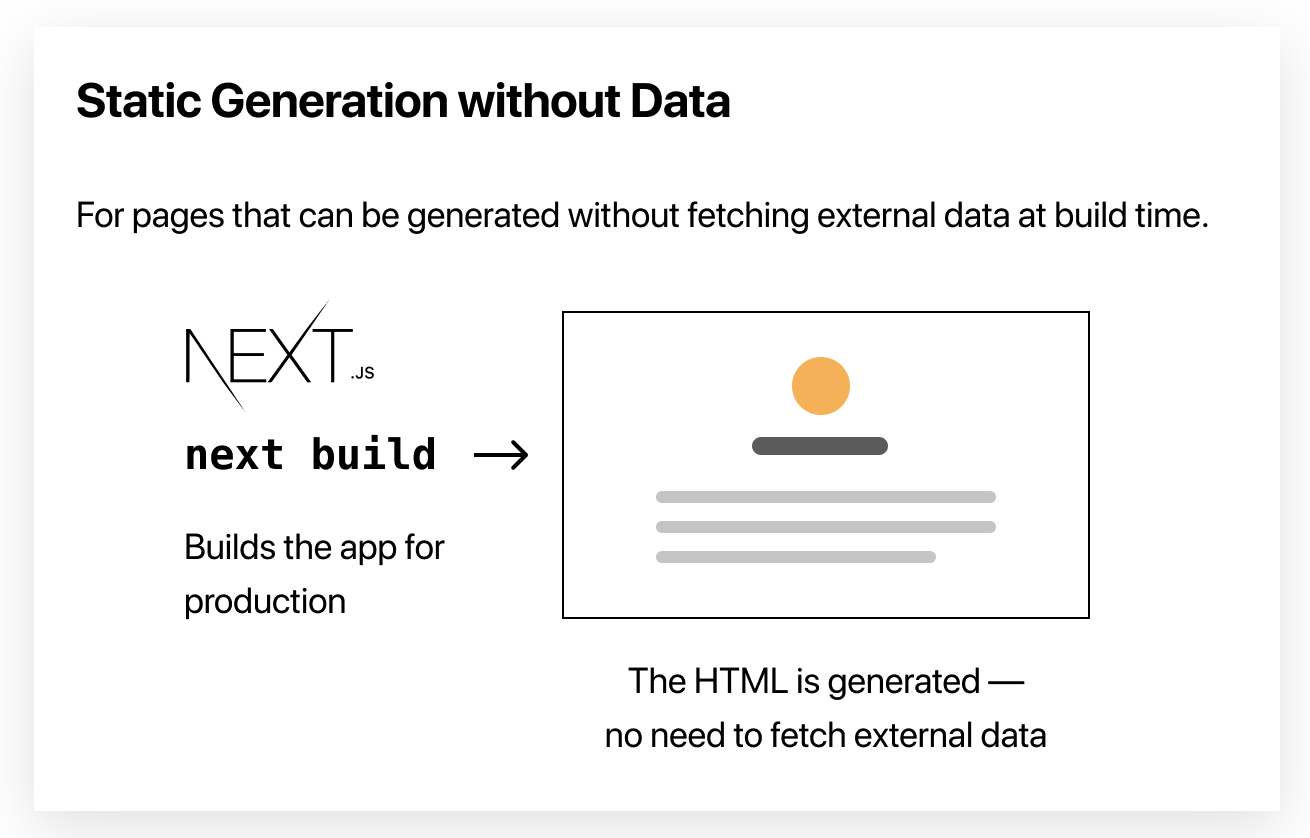 Static Generation without Data
For pages that can be generated without fetching external data at build time.
NEXT.JS
next build
Builds the app for
production
The HTML is generated —
no need to fetch external data